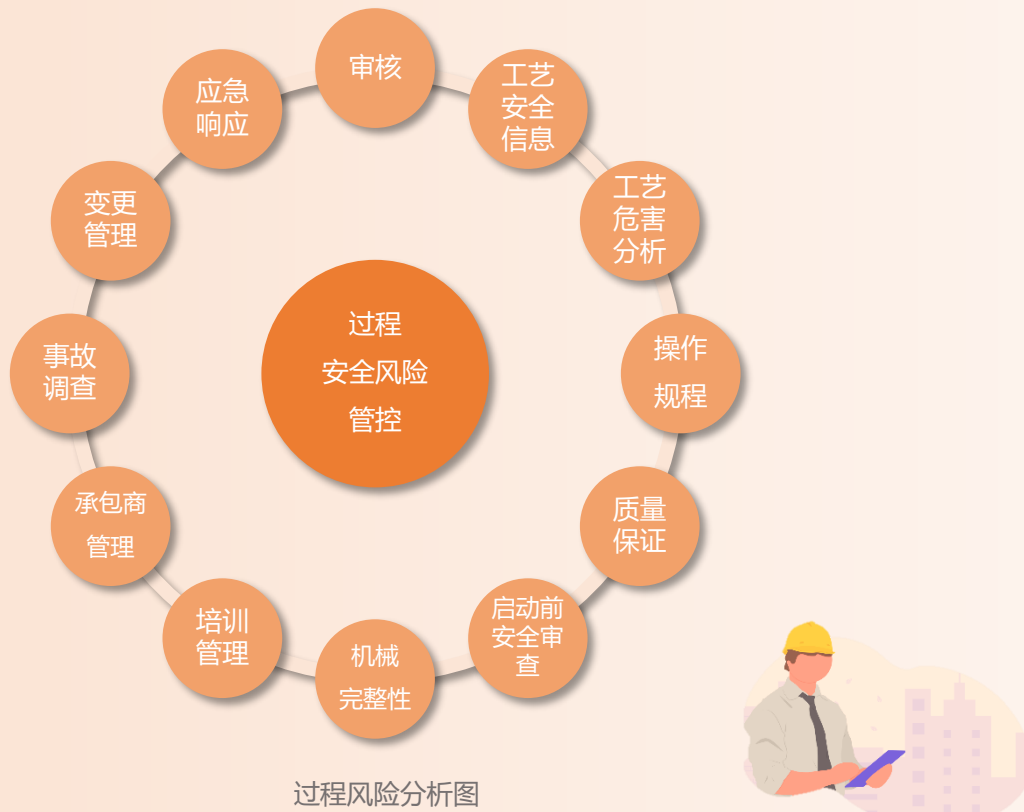 审核
工艺
安全
信息
工艺
危害
分析
操作
规程
质量
保证
启动前
安全审
查
机械
完整性
培训
管理
承包商
管理
事故
调查
变更
管理
应急
响应
过程
安全风险
管控
过程风险分析图